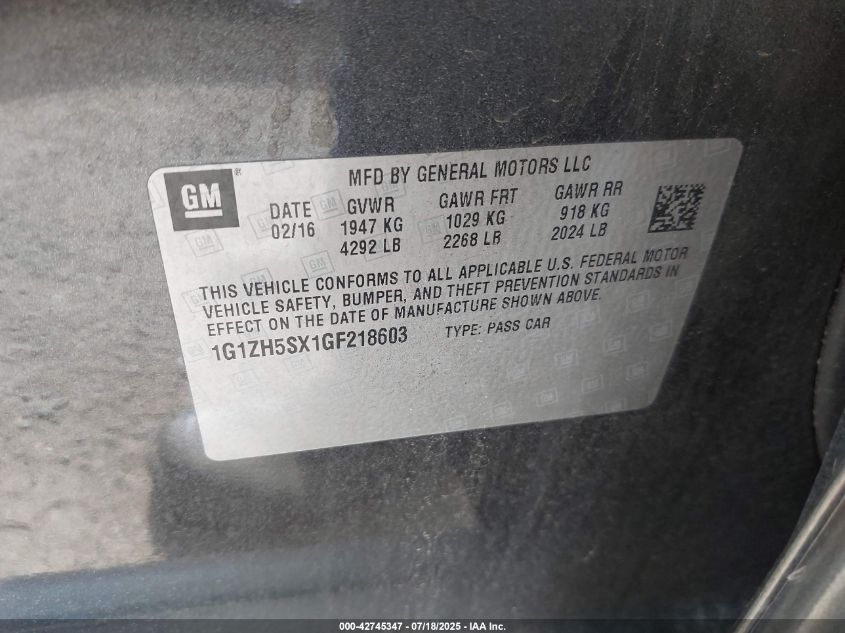 GM
MFD BY GENERAL MOTORS LLC
DATE GVWR GAWR FRT GAWR RR
02/16 1947 KG 1029 KG 918 KG
4292 LB 2268 LB 2024 LB
THIS VEHICLE CONFORMS TO ALL APPLICABLE U.S. FEDERAL MOTOR
VEHICLE SAFETY, BUMPER, AND THEFT PREVENTION STANDARDS IN
EFFECT ON THE DATE OF MANUFACTURE SHOWN ABOVE.
1G1ZH5SX1GF218603 TYPE: PASS CAR
000-42745347 / 07/18/2025 - IAA Inc.